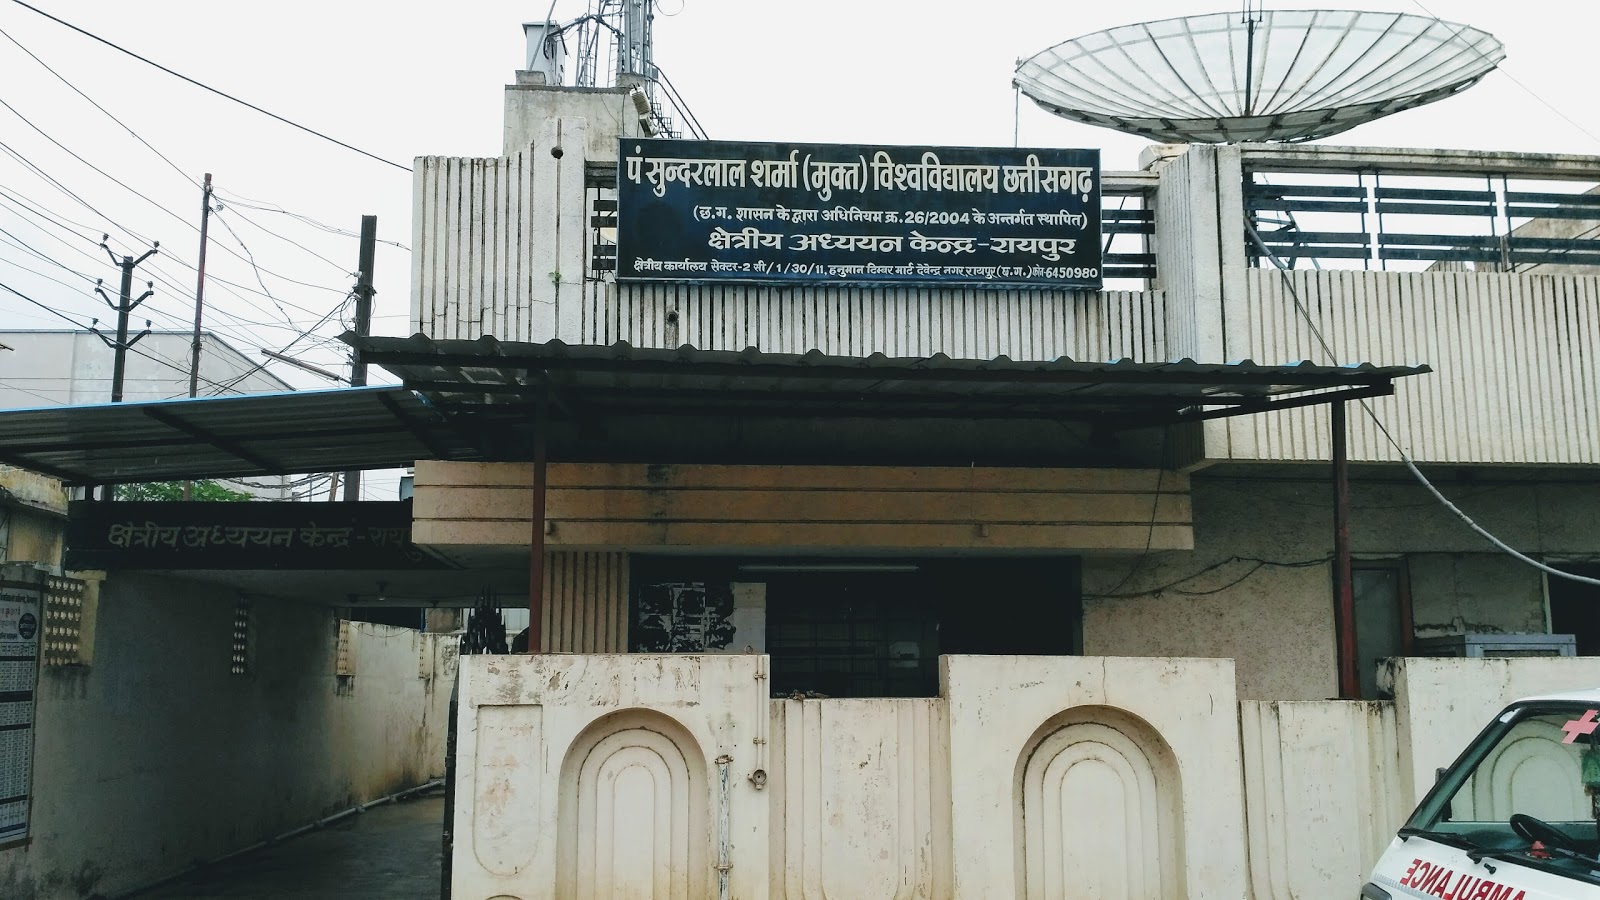 पं सुन्दरलाल शर्मा (मुक्त) विश्वविद्यालय छत्तीसगढ़
(छ.ग. शासन के द्वारा अधिनियम क्र.26/2004 के अन्तर्गत स्थापित)
क्षेत्रीय अध्ययन केन्द्र-रायपुर
क्षेत्रीय कार्यालय सेक्टर-2 सी/1/30/11, हनुमान टिम्बर मार्ट देवेन्द्र नगर रायपुर (छ.ग.) फोन-6450980
क्षेत्रीय अध्ययन केन्द्र-राय
AMBULANCE